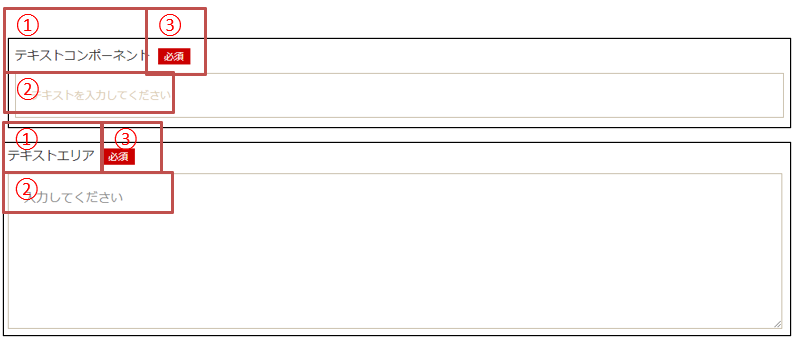 ① ③
テキストコンポーネント 必須
②キストを入力してください
① ③
テキストエリア 必須
②
入力してください